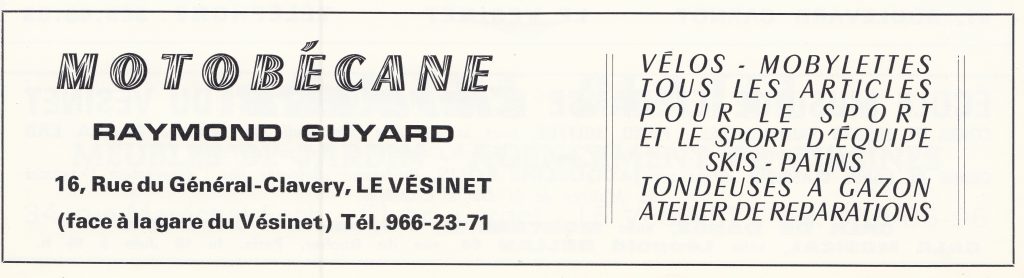 MOTOBÉCANE
RAYMOND GUYARD
16, Rue du Général-Clavery, LE VÉSINET
(face à la gare du Vésinet) Tél. 966-23-71
VÉLOS - MOBYLETTES
TOUS LES ARTICLES
POUR LE SPORT
ET LE SPORT D'ÉQUIPE
SKIS - PATINS
TONDEUSES A GAZON
ATELIER DE REPARATIONS